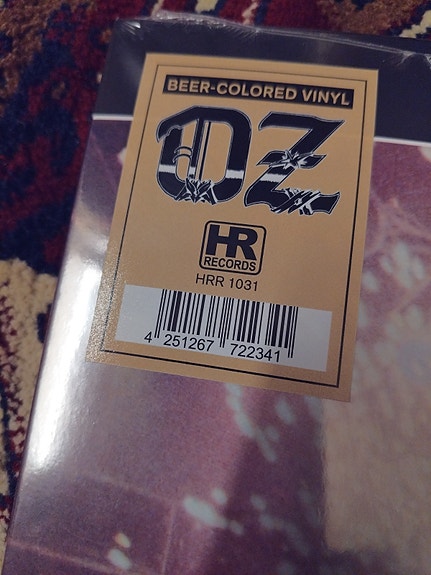 BEER-COLORED VINYL
OZ
HR
RECORDS
HRR 1031
4 251267 722341